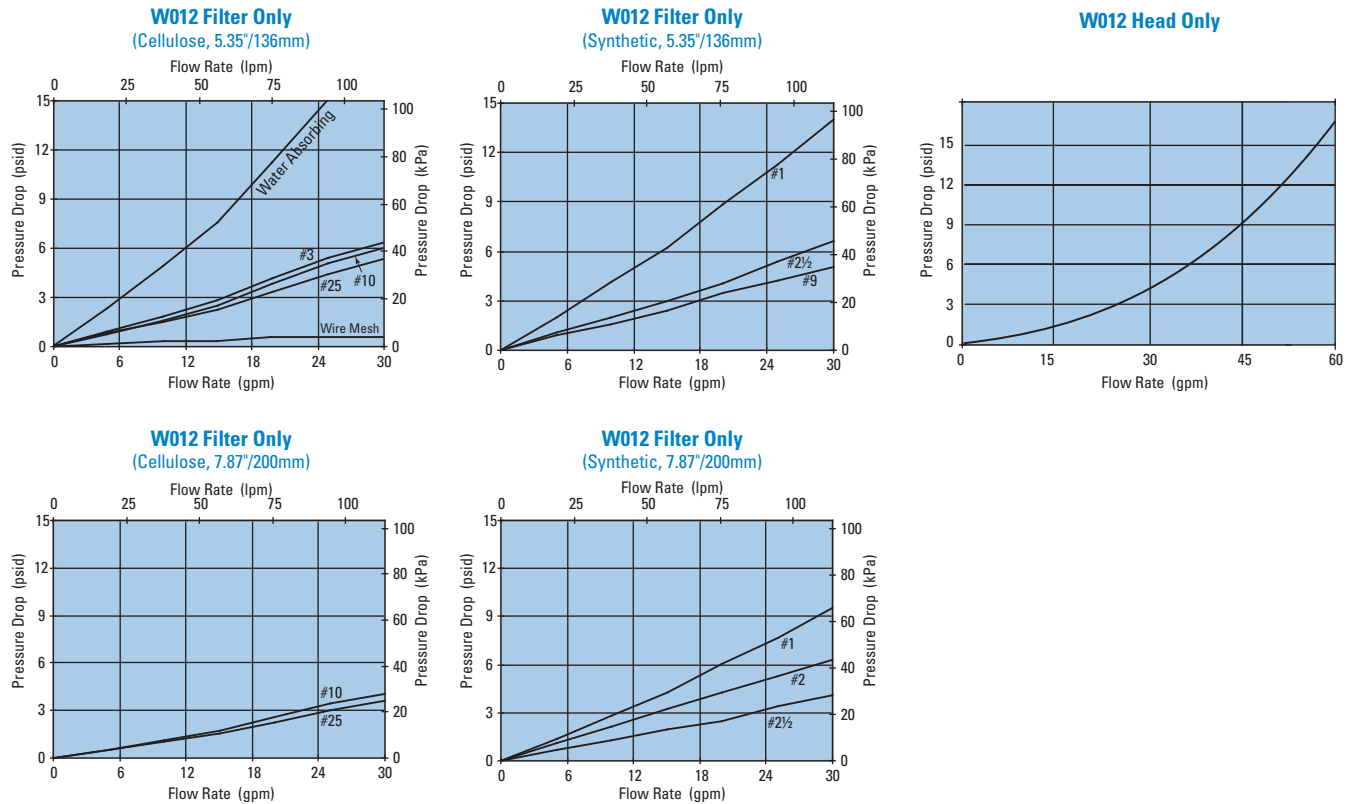 W012 Filter Only
(Cellulose, 5.35"/136mm)
Flow Rate (lpm)
0 25 50 75 100
Pressure Drop (psid)
15
12
9
6
3
0
Water Absorbing
#3
#10
#25
Wire Mesh
100
80
60
40
20
0
Pressure Drop (kPa)
0 6 12 18 24 30
Flow Rate (gpm)
W012 Filter Only
(Synthetic, 5.35"/136mm)
Flow Rate (lpm)
0 25 50 75 100
Pressure Drop (psid)
15
12
9
6
3
0
#1
#2½
#9
100
80
60
40
20
0
Pressure Drop (kPa)
0 6 12 18 24 30
Flow Rate (gpm)
W012 Head Only
Pressure Drop (psid)
15
12
9
6
3
0
0 15 30 45 60
Flow Rate (gpm)
W012 Filter Only
(Cellulose, 7.87"/200mm)
Flow Rate (lpm)
0 25 50 75 100
Pressure Drop (psid)
15
12
9
6
3
0
#10
#25
100
80
60
40
20
0
Pressure Drop (kPa)
0 6 12 18 24 30
Flow Rate (gpm)
W012 Filter Only
(Synthetic, 7.87"/200mm)
Flow Rate (lpm)
0 25 50 75 100
Pressure Drop (psid)
15
12
9
6
3
0
#1
#2
#2½
100
80
60
40
20
0
Pressure Drop (kPa)
0 6 12 18 24 30
Flow Rate (gpm)